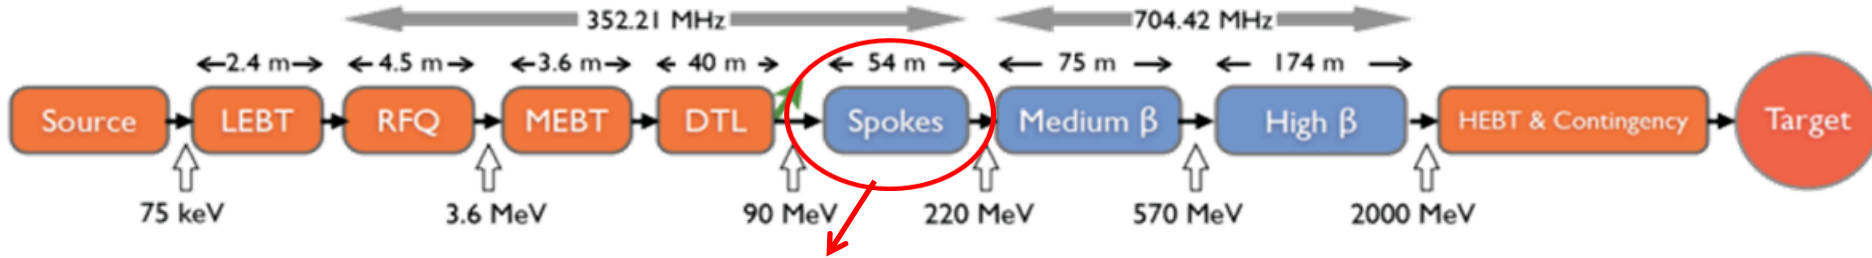 352.21 MHz 704.42 MHz
2.4 m 4.5 m 3.6 m 40 m 54 m 75 m 174 m
Source LEBT RFQ MEBT DTL Spokes Medium β High β HEBT & Contingency Target
75 keV 3.6 MeV 90 MeV 220 MeV 570 MeV 2000 MeV